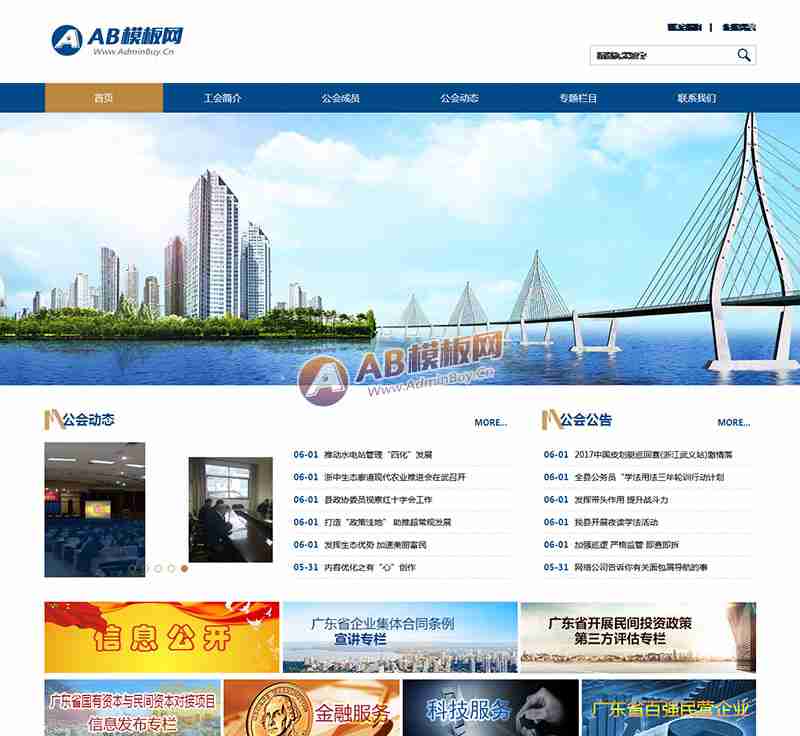 AB模板网
Www.AdminBuy.Cn
首页 工会简介 公会成员 公会动态 专题栏目 联系我们
AB模板网
Www.AdminBuy.Cn
公会动态 MORE...
06-01 推动水电站管理“四化”发展
06-01 浙中生态廊道现代农业推进会在武召开
06-01 县政协委员视察红十字会工作
06-01 打造“政策洼地” 助推超常规发展
06-01 发挥生态优势 加速美丽富民
05-31 内容优化之有“心”创作
公会公告 MORE...
06-01 2017中国皮划艇巡回赛(浙江武义站)激情落
06-01 全县公务员“学法用法三年轮训行动计划
06-01 发挥带头作用 提升战斗力
06-01 我县开展夜读学法活动
06-01 加强巡逻 严格监管 即赛即拆
05-31 网络公司告诉你有关面包屑导航的事
信息公开
广东省企业集体合同条例
宣讲专栏
广东省开展民间投资政策
第三方评估专栏
广东省国有资本与民间资本对接项目
信息发布专栏
金融服务
科技服务
广东省百强民营企业